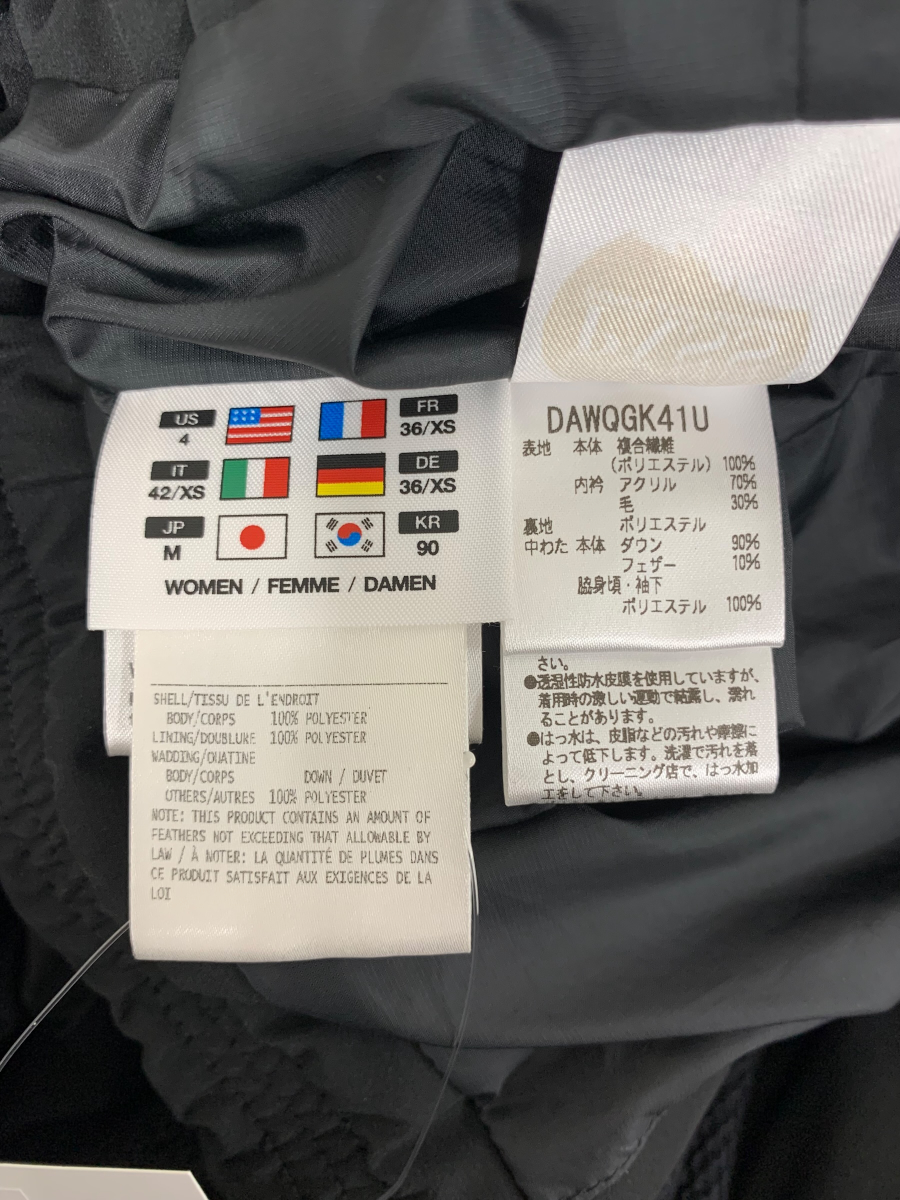 US
4
FR
36/XS
IT
42/XS
DE
36/XS
JP
M
KR
90
WOMEN / FEMME / DAMEN
DAWQGK41U
表地 本体 複合繊維
(ポリエステル) 100%
内衿 アクリル 70%
毛 30%
裏地 ポリエステル
中わた 本体 ダウン 90%
フェザー 10%
脇身頃・袖下
ポリエステル 100%
さい。
●透湿性防水皮膜を使用していますが、
着用時の激しい運動で結露し、濡れ
ることがあります。
●はっ水は、皮脂などの汚れや摩擦に
よって低下します。洗濯で汚れを落
とし、クリーニング店で、はっ水加
工をして下さい。
SHELL/TISSU DE L'ENDROIT
BODY/CORPS 100% POLYESTER
LINING/DOUBLURE 100% POLYESTER
WADDING/OUATINE
BODY/CORPS DOWN / DUVET
OTHERS/AUTRES 100% POLYESTER
NOTE: THIS PRODUCT CONTAINS AN AMOUNT OF
FEATHERS NOT EXCEEDING THAT ALLOWABLE BY
LAW / À NOTER: LA QUANTITÉ DE PLUMES DANS
CE PRODUIT SATISFAIT AUX EXIGENCES DE LA
LOI